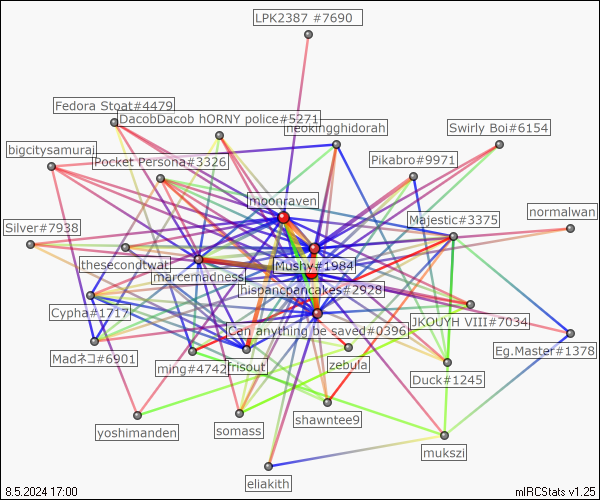 LPK2387 #7690
Fedora Stoat#4479
DacobDacob hORNY police#5271
neokingghidorah
Swirly Boi#6154
bigcitysamurai
Pocket Persona#3326
Pikabro#9971
moonraven
Majestic#3375
normalwan
Silver#7938
thesecondtwat
marcemadness
Mushy#1984
hispancpancakes#2928
Cypha#1717
JKOUYH VIII#7034
Can anything be saved#0396
Eg.Master#1378
Madネコ#6901
ming#4742
frisout
zebula
Duck#1245
yoshimanden
somass
shawntee9
mukszi
eliakith
8.5.2024 17:00
mIRCStats v1.25